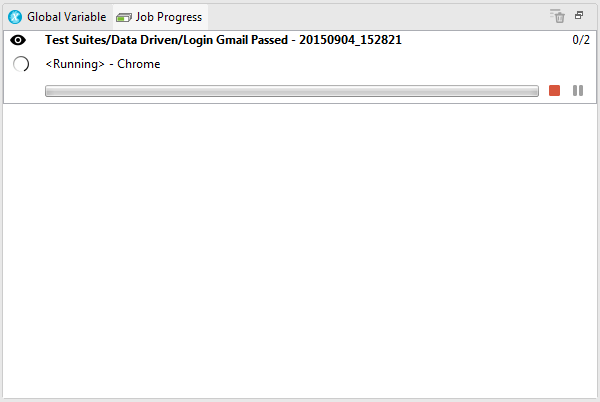 Global Variable Job Progress
Test Suites/Data Driven/Login Gmail Passed - 20150904_152821 0/2
<Running> - Chrome